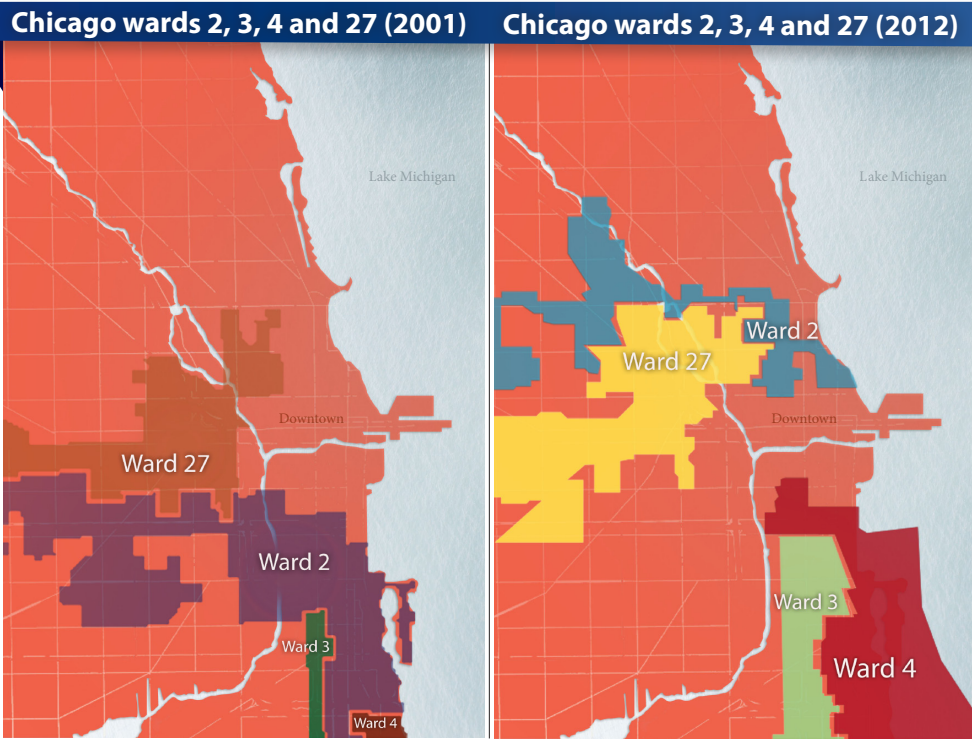 Chicago wards 2, 3, 4 and 27 (2001)
Lake Michigan
Downtown
Ward 27
Ward 2
Ward 3
Ward 4
Chicago wards 2, 3, 4 and 27 (2012)
Lake Michigan
Ward 2
Ward 27
Downtown
Ward 3
Ward 4